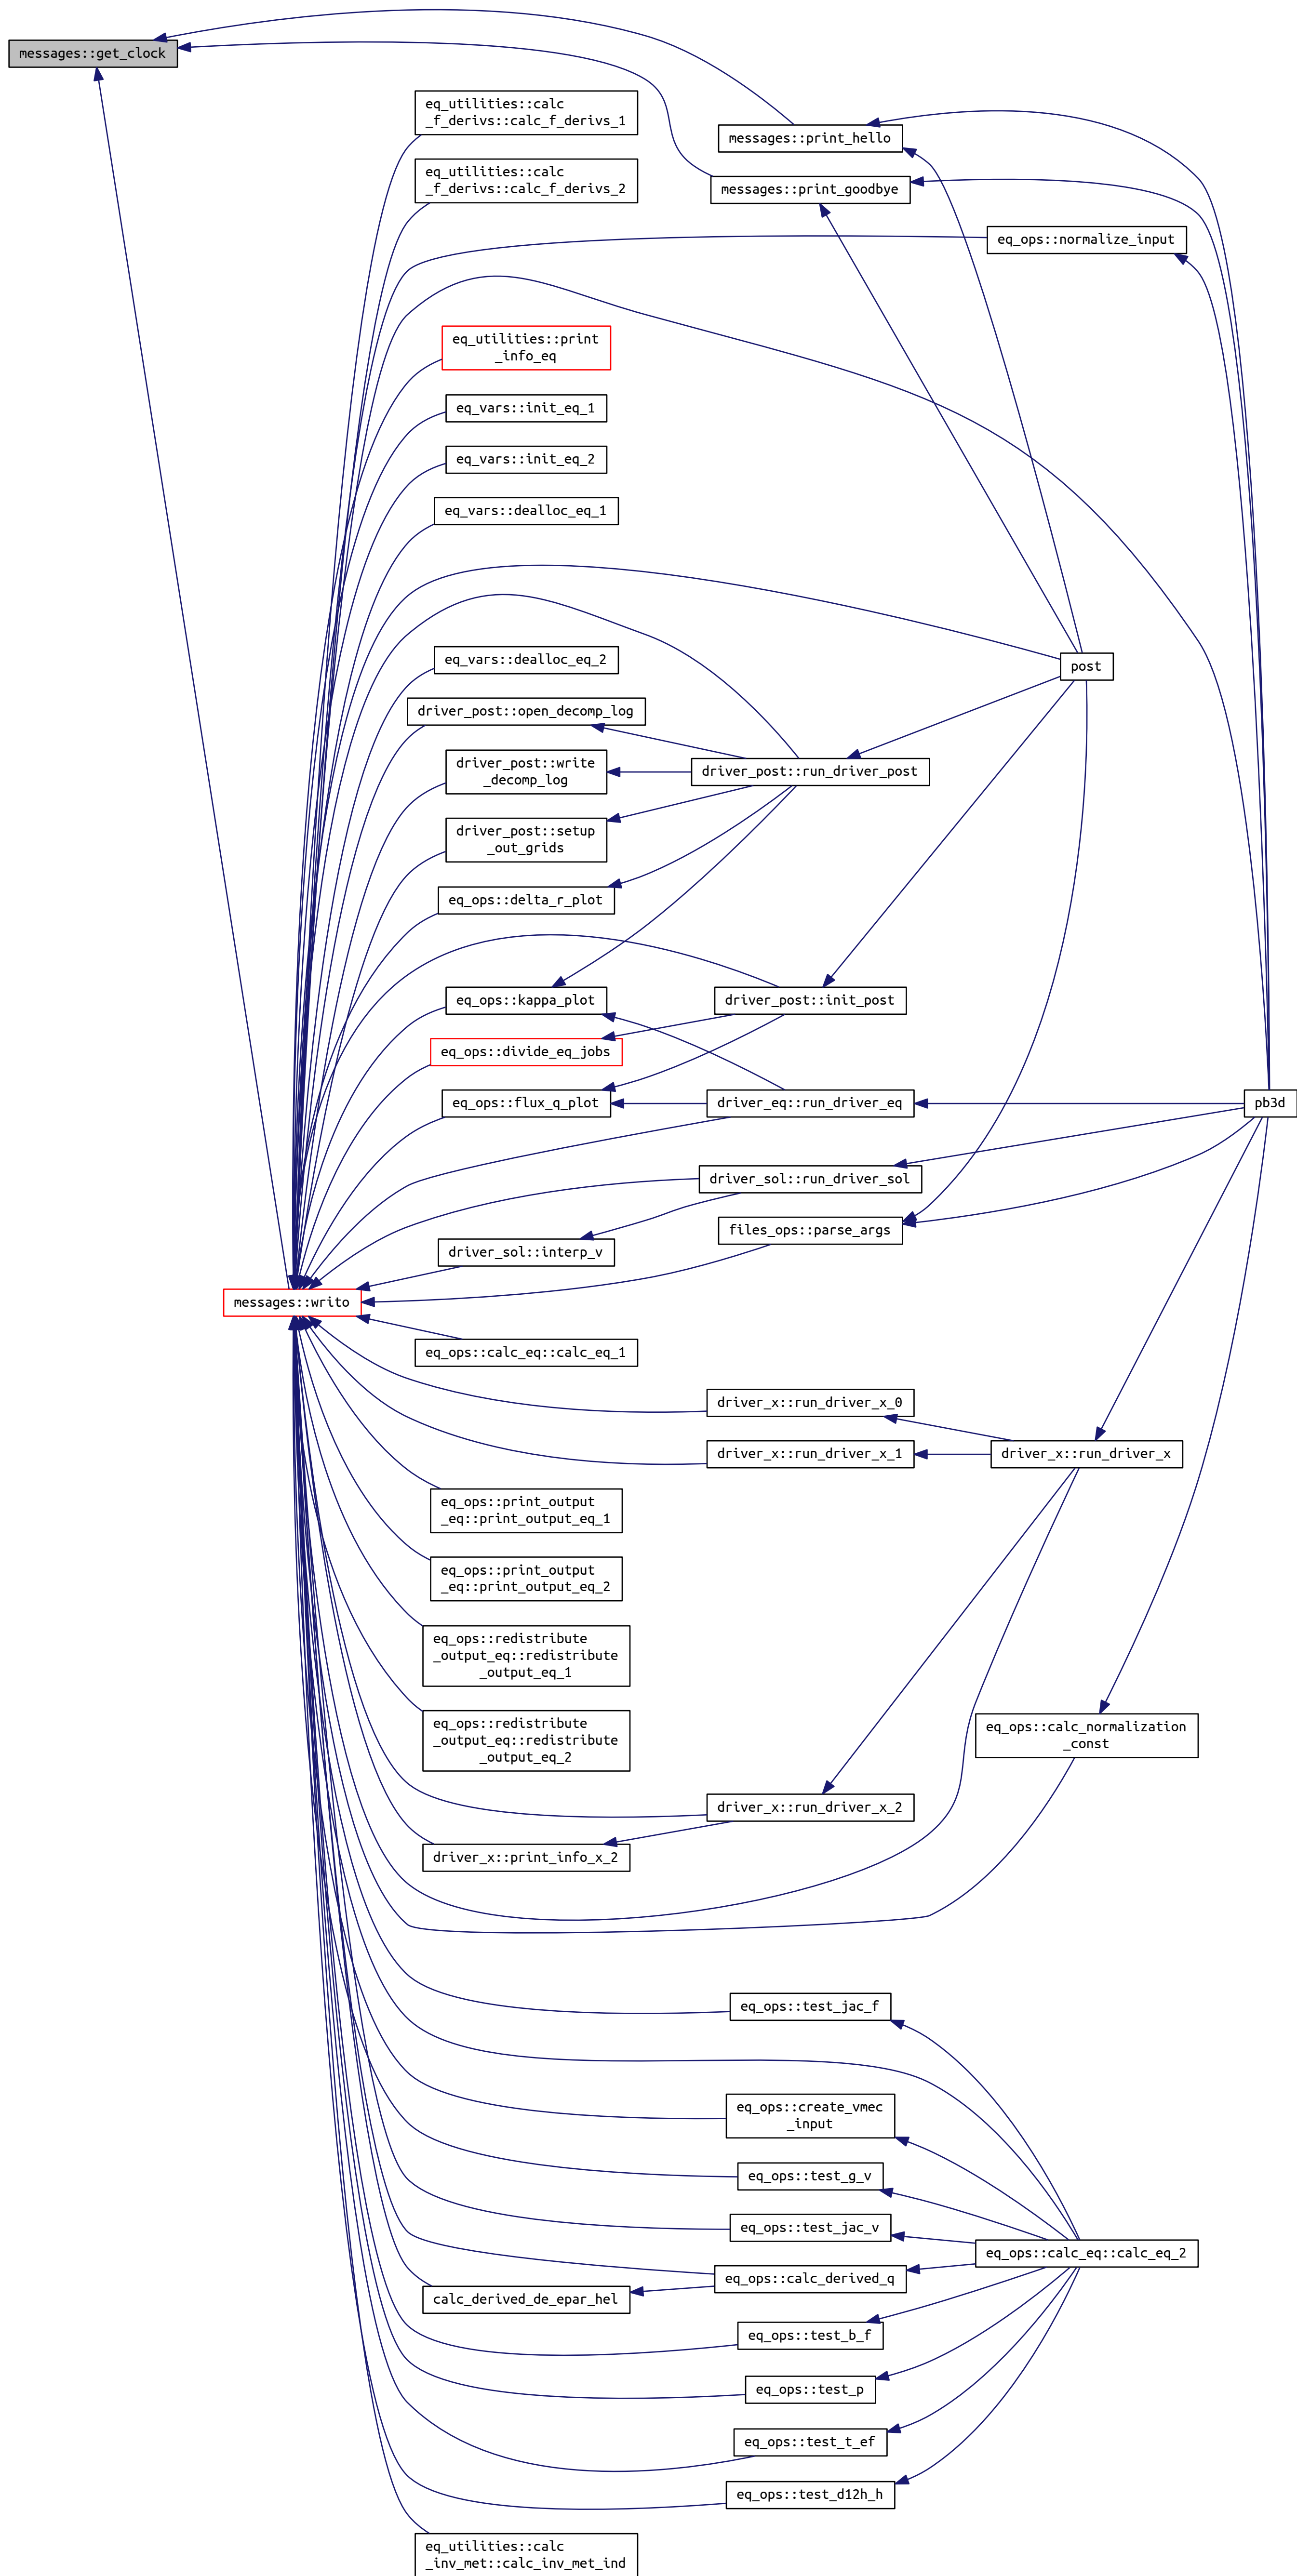 messages::get_clock
eq_utilities::calc
_f_derivs::calc_f_derivs_1
messages::print_hello
eq_utilities::calc
_f_derivs::calc_f_derivs_2
messages::print_goodbye
eq_ops::normalize_input
eq_utilities::print
_info_eq
eq_vars::init_eq_1
eq_vars::init_eq_2
eq_vars::dealloc_eq_1
eq_vars::dealloc_eq_2
post
driver_post::open_decomp_log
driver_post::write
_decomp_log
driver_post::run_driver_post
driver_post::setup
_out_grids
eq_ops::delta_r_plot
eq_ops::kappa_plot
driver_post::init_post
eq_ops::divide_eq_jobs
eq_ops::flux_q_plot
driver_eq::run_driver_eq
pb3d
driver_sol::run_driver_sol
files_ops::parse_args
driver_sol::interp_v
messages::writo
eq_ops::calc_eq::calc_eq_1
driver_x::run_driver_x_0
driver_x::run_driver_x_1
driver_x::run_driver_x
eq_ops::print_output
_eq::print_output_eq_1
eq_ops::print_output
_eq::print_output_eq_2
eq_ops::redistribute
_output_eq::redistribute
_output_eq_1
eq_ops::redistribute
_output_eq::redistribute
_output_eq_2
eq_ops::calc_normalization
_const
driver_x::run_driver_x_2
driver_x::print_info_x_2
eq_ops::test_jac_f
eq_ops::create_vmec
_input
eq_ops::test_g_v
eq_ops::test_jac_v
eq_ops::calc_eq::calc_eq_2
eq_ops::calc_derived_q
calc_derived_de_epar_hel
eq_ops::test_b_f
eq_ops::test_p
eq_ops::test_t_ef
eq_ops::test_d12h_h
eq_utilities::calc
_inv_met::calc_inv_met_ind